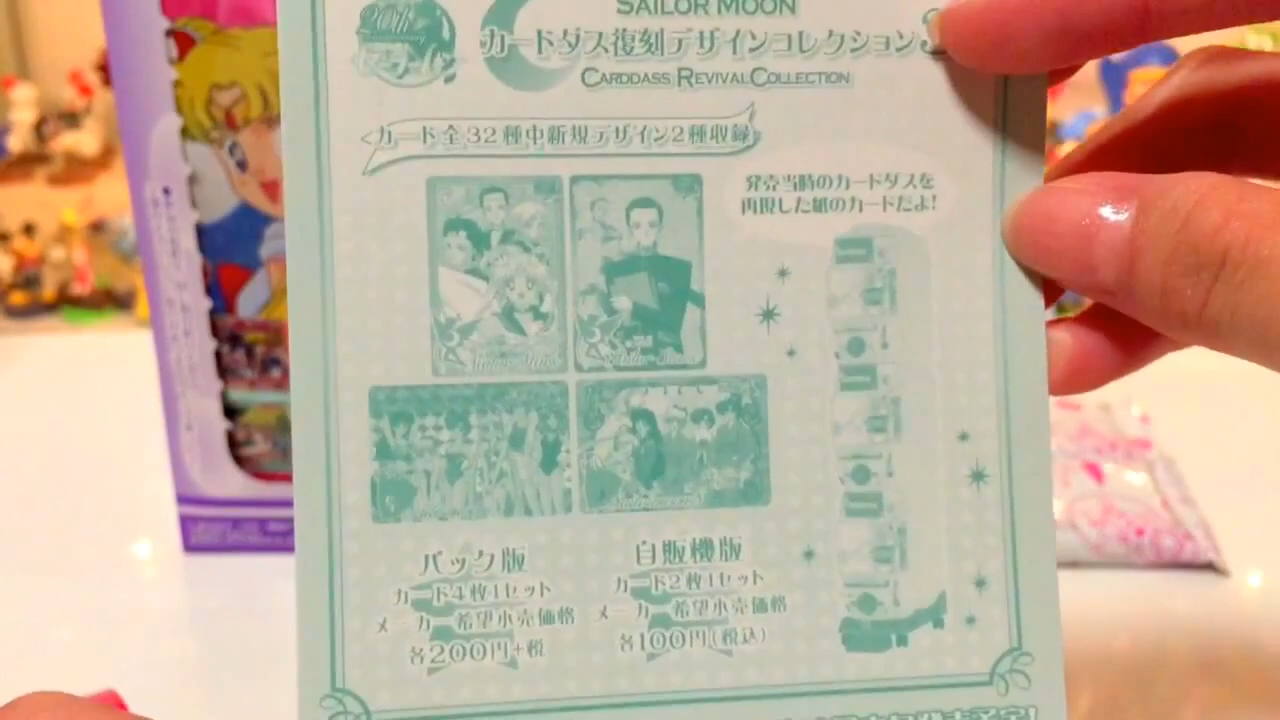 20th
SAILOR MOON
カードダス復刻デザインコレクション3
CARDDASS REVIVAL COLLECTION
カード全32種中新規デザイン2種収録
発売当時のカードダスを
再現した紙のカードだよ!
パック版
カード4枚1セット
メーカー希望小売価格
各200円+税
自販機版
カード2枚1セット
メーカー希望小売価格
各100円(税込)